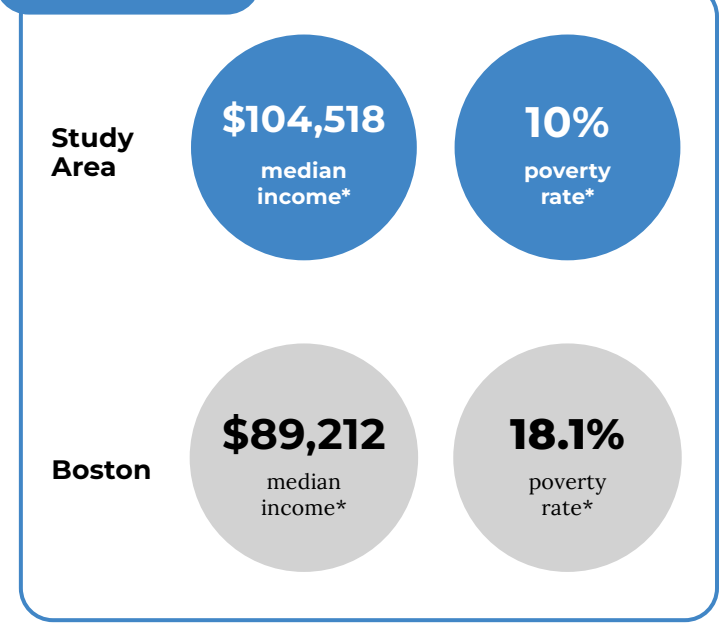 Study
Area
$104,518
median
income*
10%
poverty
rate*
Boston
$89,212
median
income*
18.1%
poverty
rate*